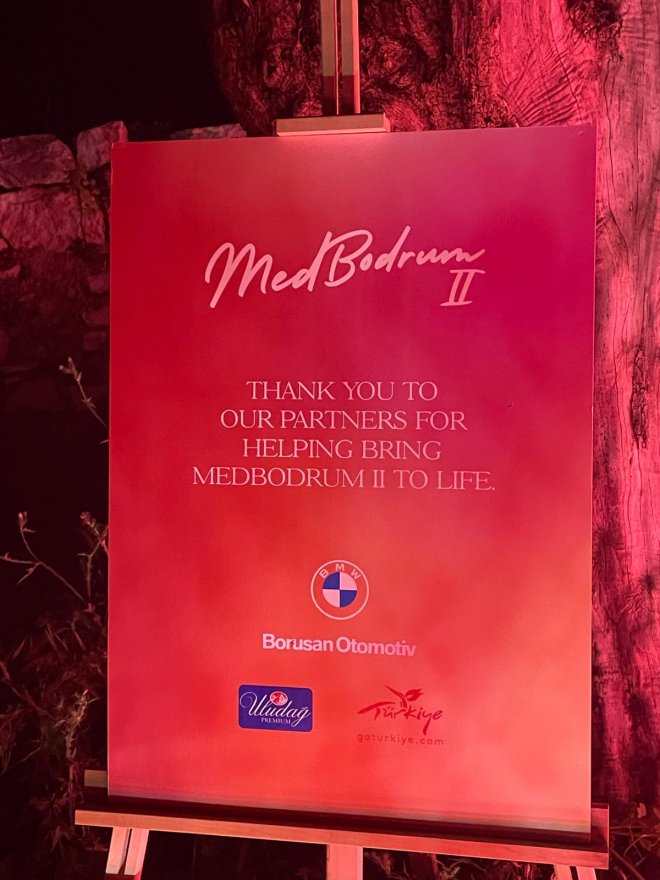 MedBodrum
II
THANK YOU TO
OUR PARTNERS FOR
HELPING BRING
MEDBODRUM II TO LIFE.
BMW
Borusan Otomotiv
Uludağ
PREMIUM
Türkiye
goturkiye.com